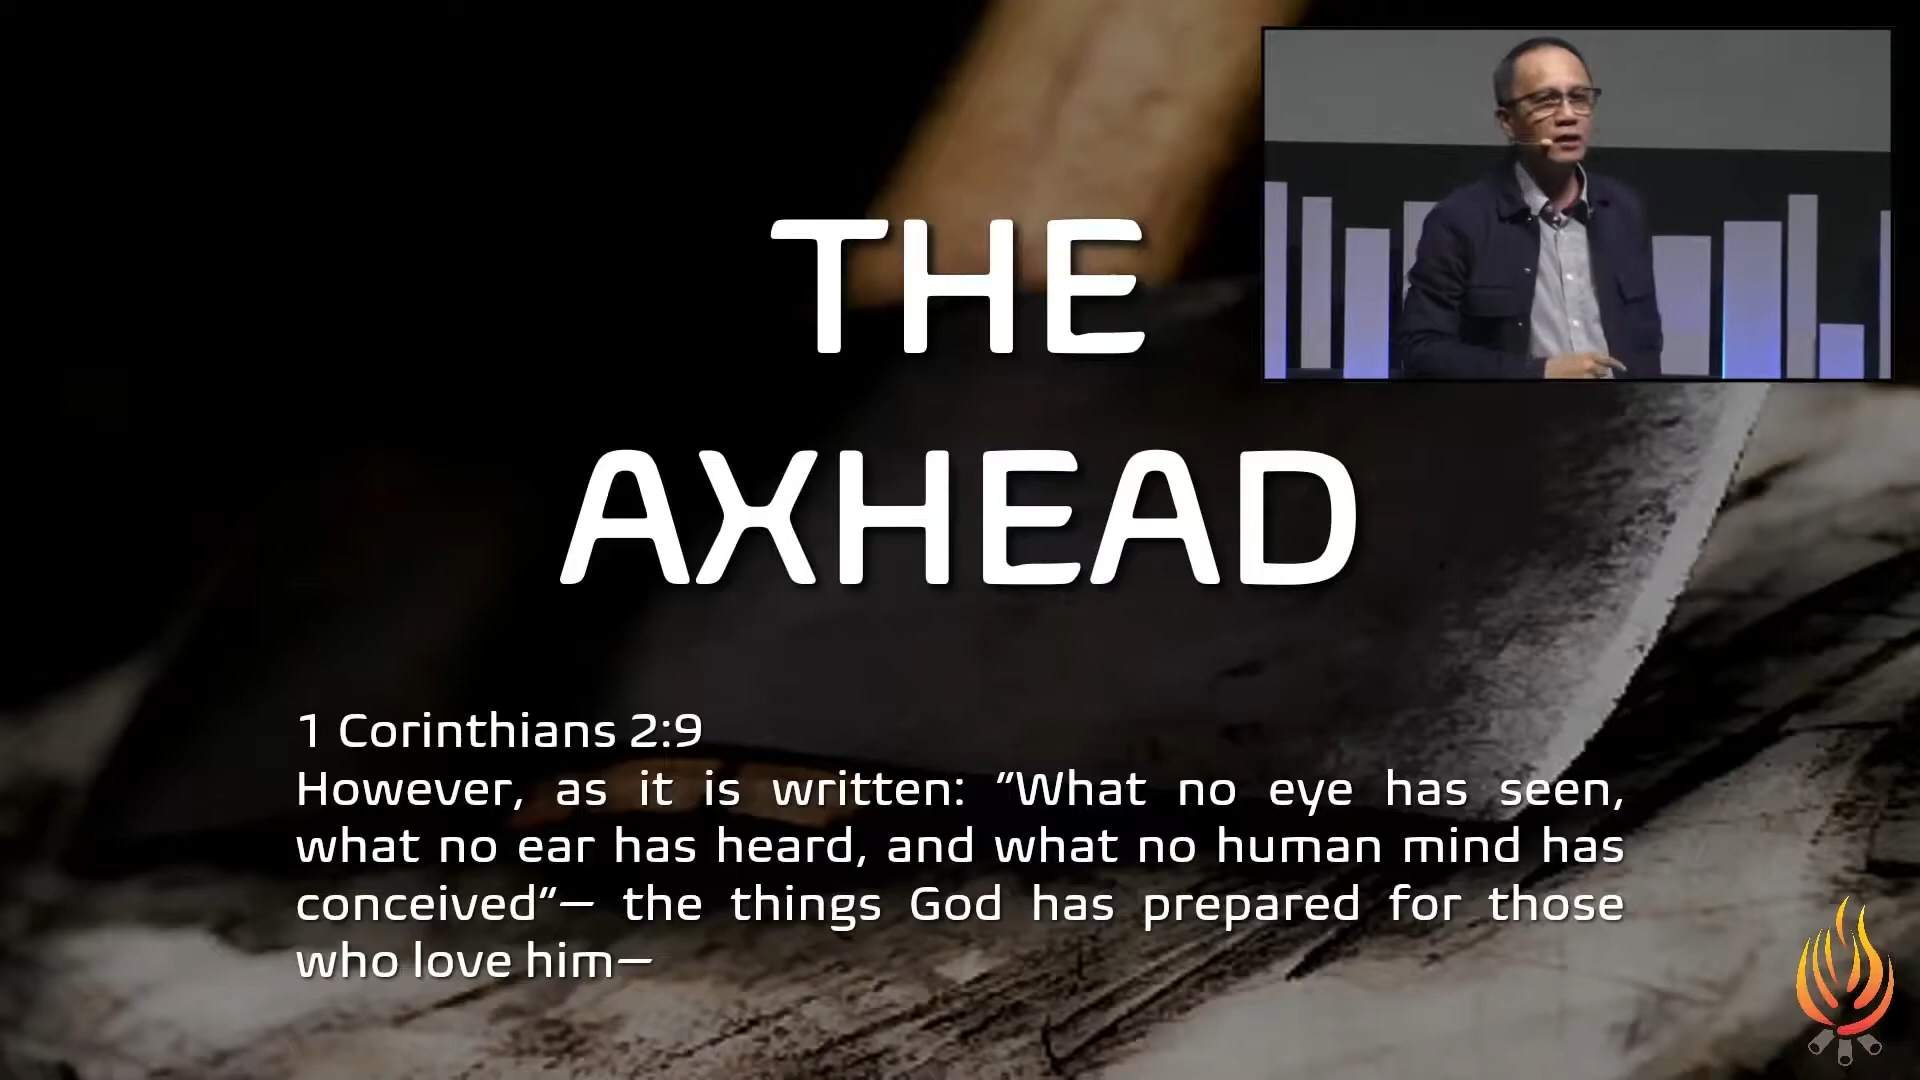 THE
AXHEAD
1 Corinthians 2:9
However, as it is written: "What no eye has seen,
what no ear has heard, and what no human mind has
conceived"— the things God has prepared for those
who love him—